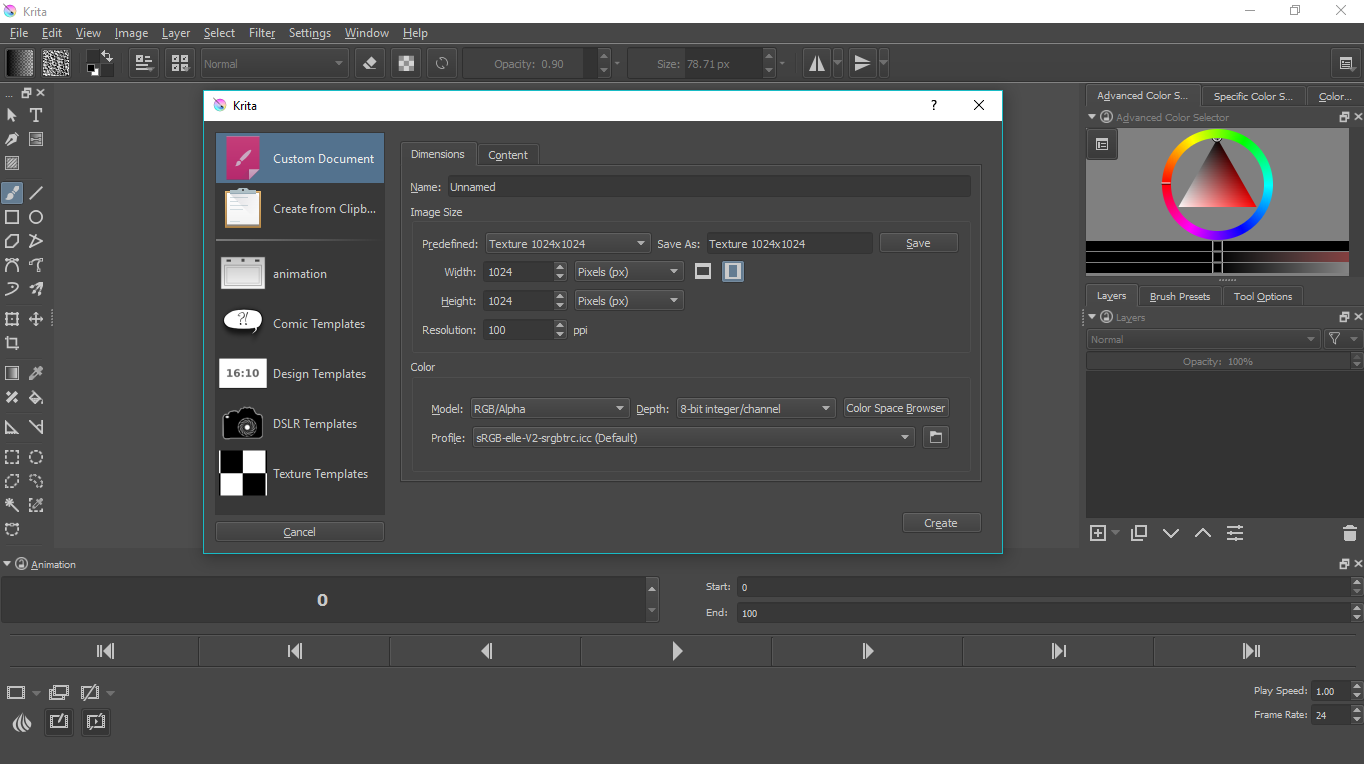 Krita
File Edit View Image Layer Select Filter Settings Window Help
Normal Opacity: 0.90 Size: 78.71 px
...
Krita ?
Custom Document
Create from Clipb...
animation
?!
Comic Templates
16:10
Design Templates
DSLR Templates
Texture Templates
Cancel
Dimensions Content
Name: Unnamed
Image Size
Predefined: Texture 1024x1024 Save As: Texture 1024x1024 Save
Width: 1024 Pixels (px)
Height: 1024 Pixels (px)
Resolution: 100 ppi
Color
Model: RGB/Alpha Depth: 8-bit integer/channel Color Space Browser
Profile: sRGB-elle-V2-srgbtrc.icc (Default)
Create
Advanced Color S... Specific Color S... Color...
Advanced Color Selector
Layers Brush Presets Tool Options
Layers
Normal
Opacity: 100%
Animation
0
Start: 0
End: 100
Play Speed: 1.00
Frame Rate: 24